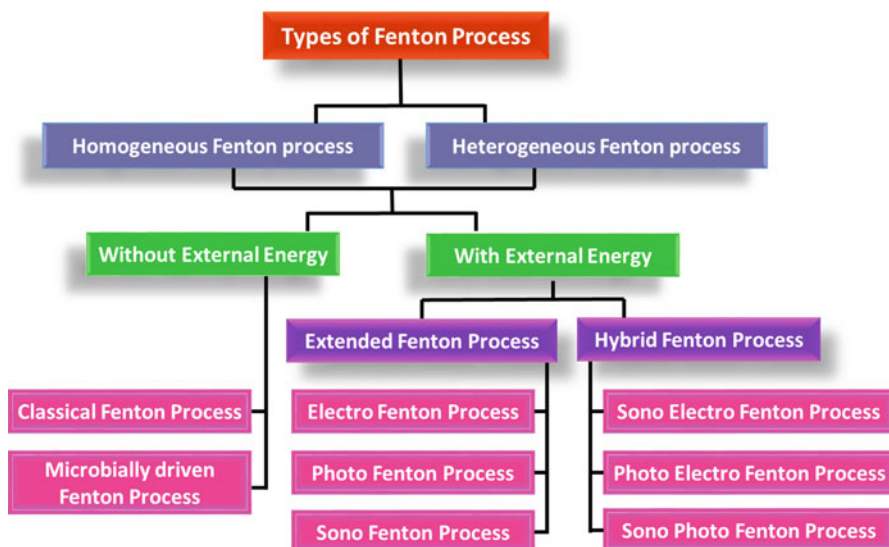 Types of Fenton Process
Homogeneous Fenton process
Heterogeneous Fenton process
Without External Energy
With External Energy
Extended Fenton Process
Hybrid Fenton Process
Classical Fenton Process
Electro Fenton Process
Sono Electro Fenton Process
Microbially driven
Fenton Process
Photo Fenton Process
Photo Electro Fenton Process
Sono Fenton Process
Sono Photo Fenton Process